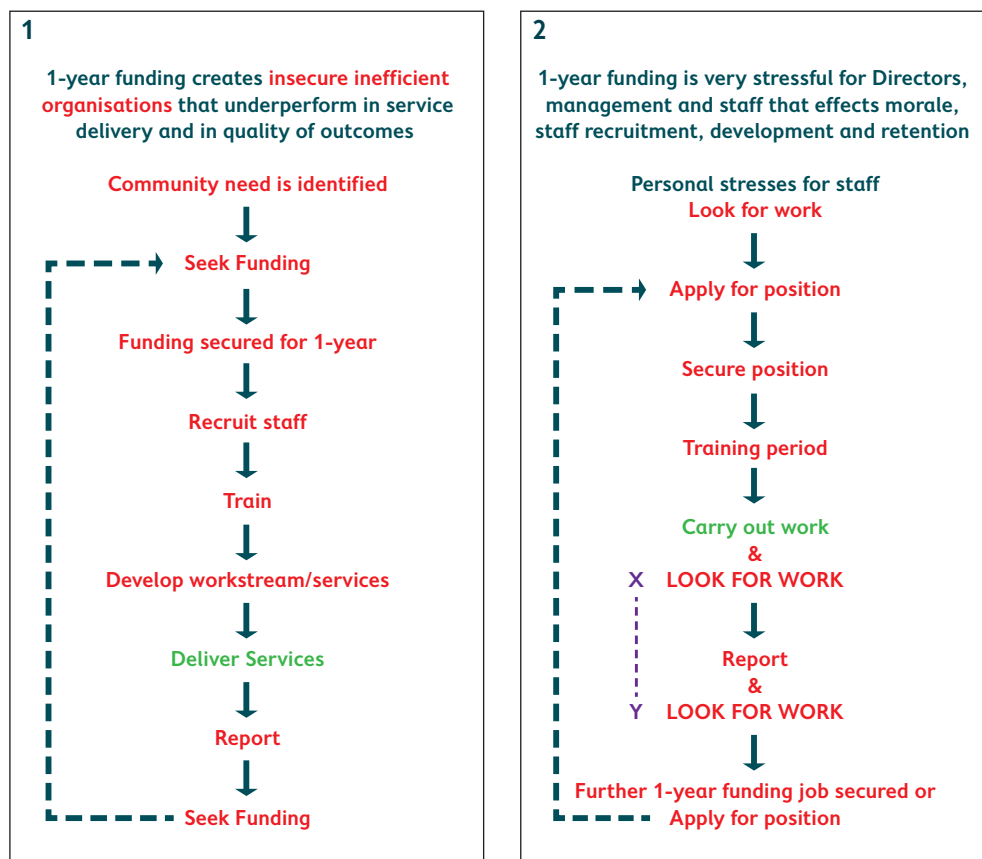 1
1-year funding creates insecure inefficient
organisations that underperform in service
delivery and in quality of outcomes
Community need is identified
Seek Funding
Funding secured for 1-year
Recruit staff
Train
Develop workstream/services
Deliver Services
Report
Seek Funding
2
1-year funding is very stressful for Directors,
management and staff that effects morale,
staff recruitment, development and retention
Personal stresses for staff
Look for work
Apply for position
Secure position
Training period
Carry out work
&
X LOOK FOR WORK
Report
&
Y LOOK FOR WORK
Further 1-year funding job secured or
Apply for position